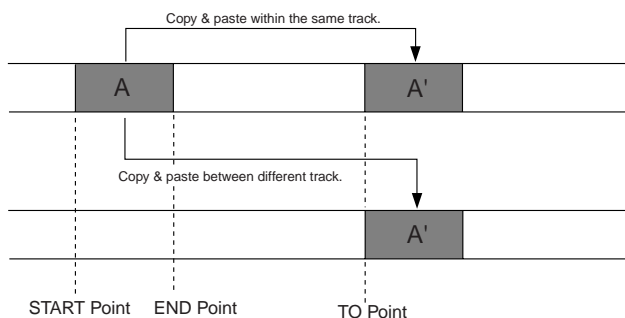 Copy & paste within the same track.
A A'
Copy & paste between different track.
A'
START Point END Point TO Point